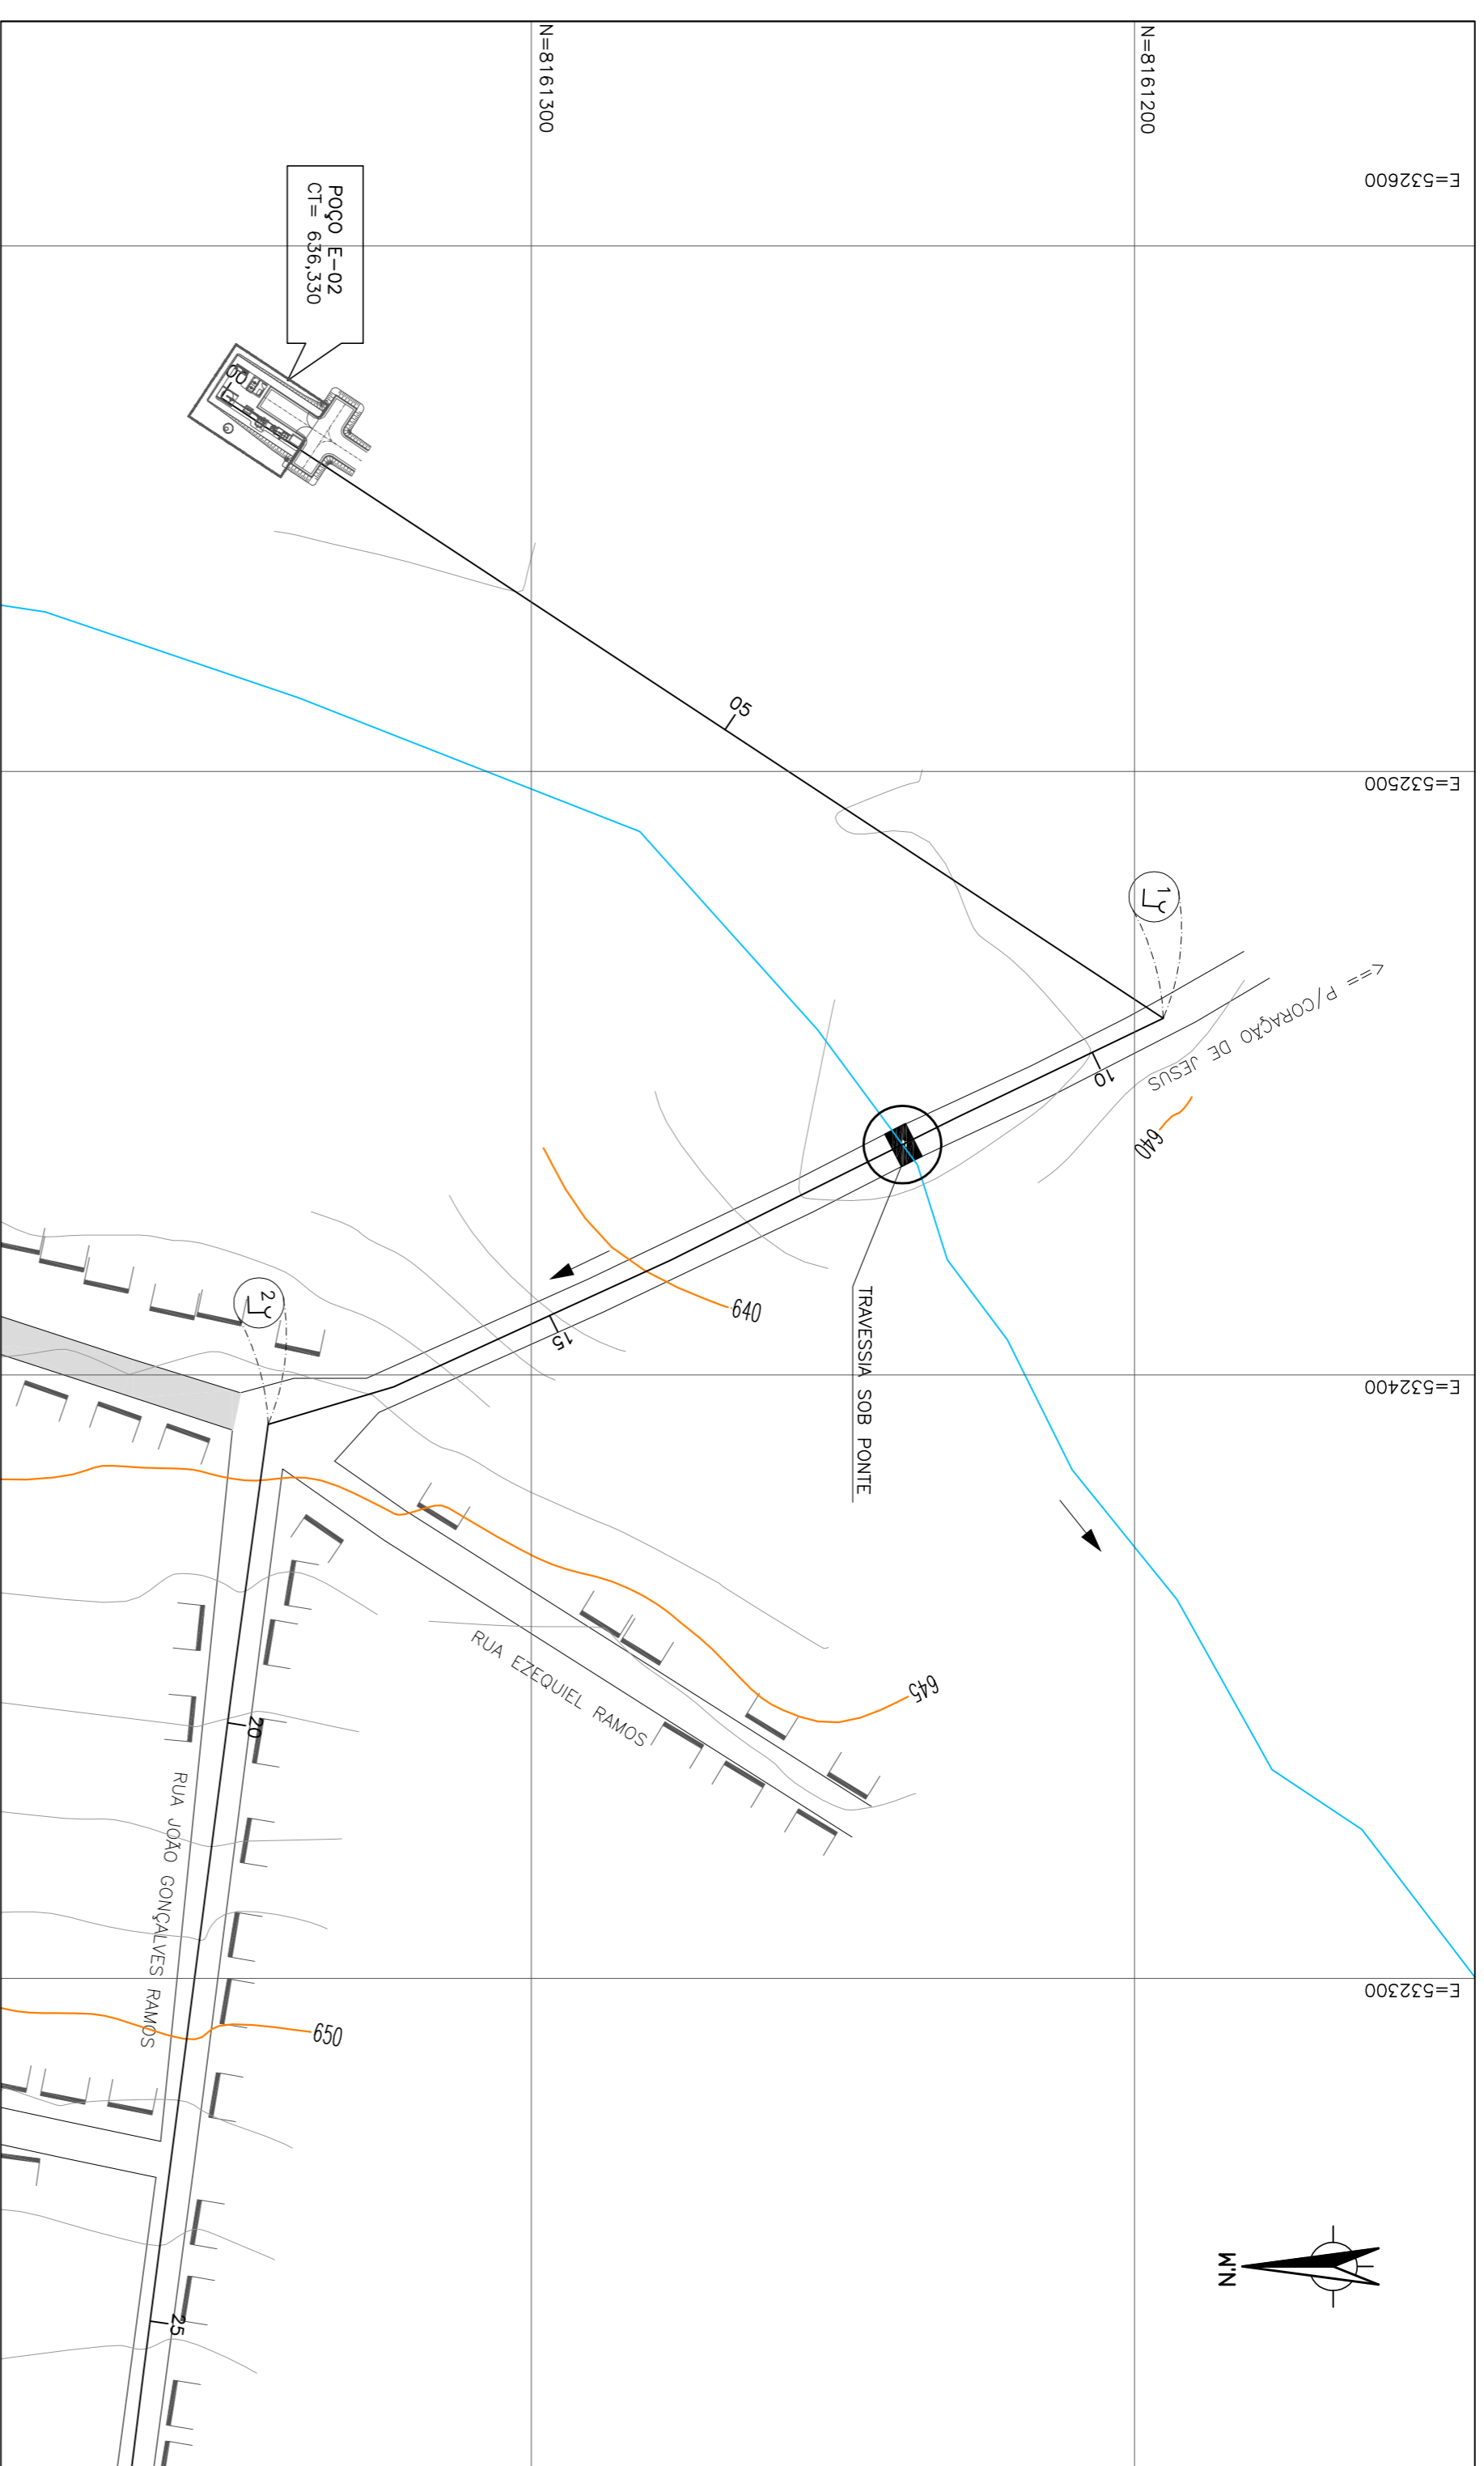 N=8161300
N=8161200
E=532600
POÇO E-02
CT= 636,330
00
05
E=532500
1
<== P/CORAÇÃO DE JESUS
10
640
TRAVESSIA SOB PONTE
640
15
2
E=532400
RUA EZEQUIEL RAMOS
645
20
RUA JOÃO GONÇALVES RAMOS
E=532300
650
N.M
25